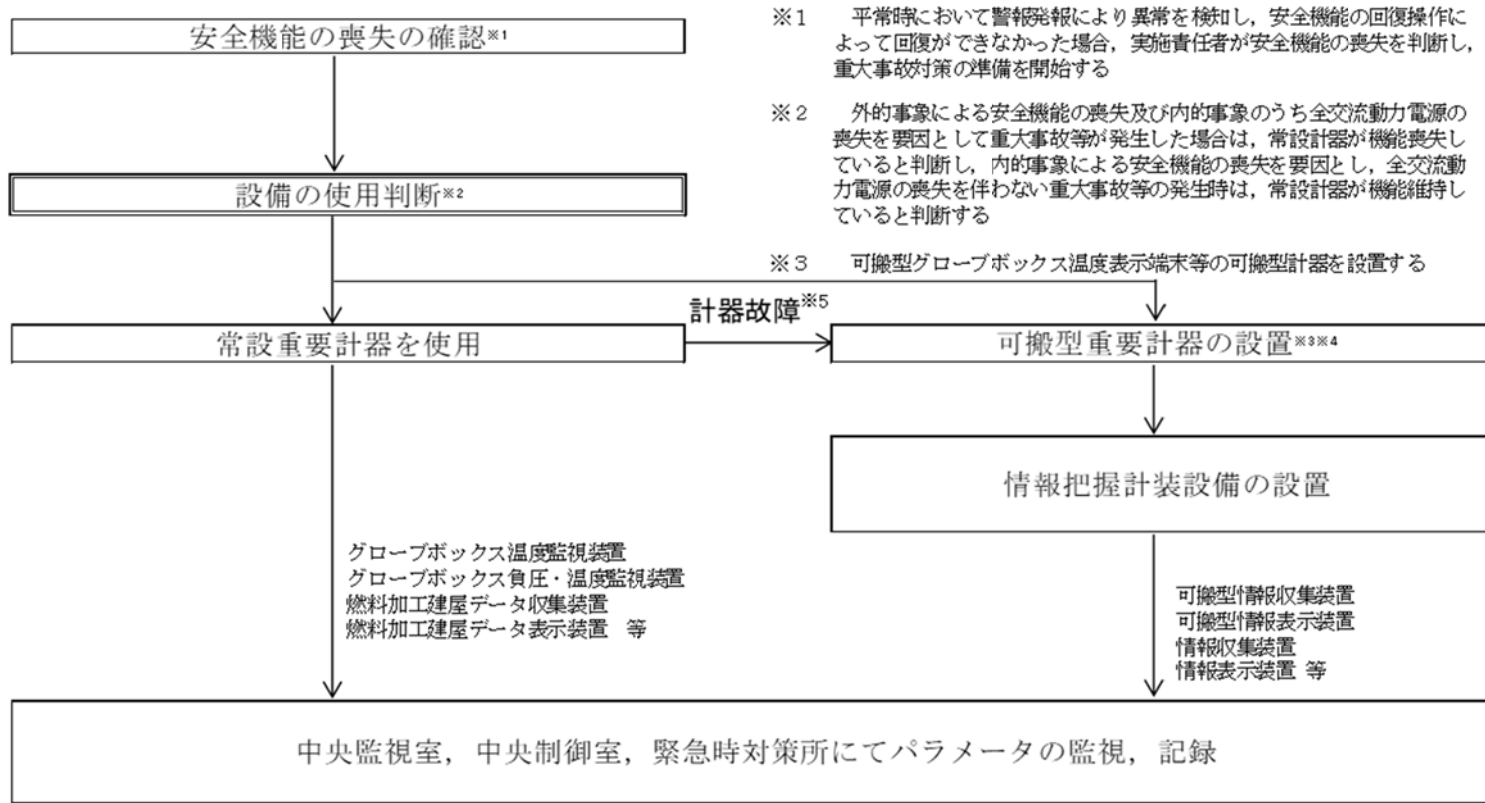 安全機能の喪失の確認※1
※1 平常時において警報発報により異常を検知し，安全機能の回復操作に
よって回復ができなかった場合，実施責任者が安全機能の喪失を判断し，
重大事故対策の準備を開始する
※2 外的事象による安全機能の喪失及び内的事象のうち全交流動力電源の
喪失を要因として重大事故等が発生した場合は，常設計器が機能喪失し
ていると判断し，内的事象による安全機能の喪失を要因とし，全交流動
力電源の喪失を伴わない重大事故等の発生時は，常設計器が機能維持し
ていると判断する
設備の使用判断※2
※3 可搬型グローブボックス温度表示端末等の可搬型計器を設置する
計器故障※5
常設重要計器を使用
可搬型重要計器の設置※3※4
情報把握計装設備の設置
グローブボックス温度監視装置
グローブボックス負圧・温度監視装置
燃料加工建屋データ収集装置
燃料加工建屋データ表示装置 等
可搬型情報収集装置
可搬型情報表示装置
情報収集装置
情報表示装置 等
中央監視室，中央制御室，緊急時対策所にてパラメータの監視，記録